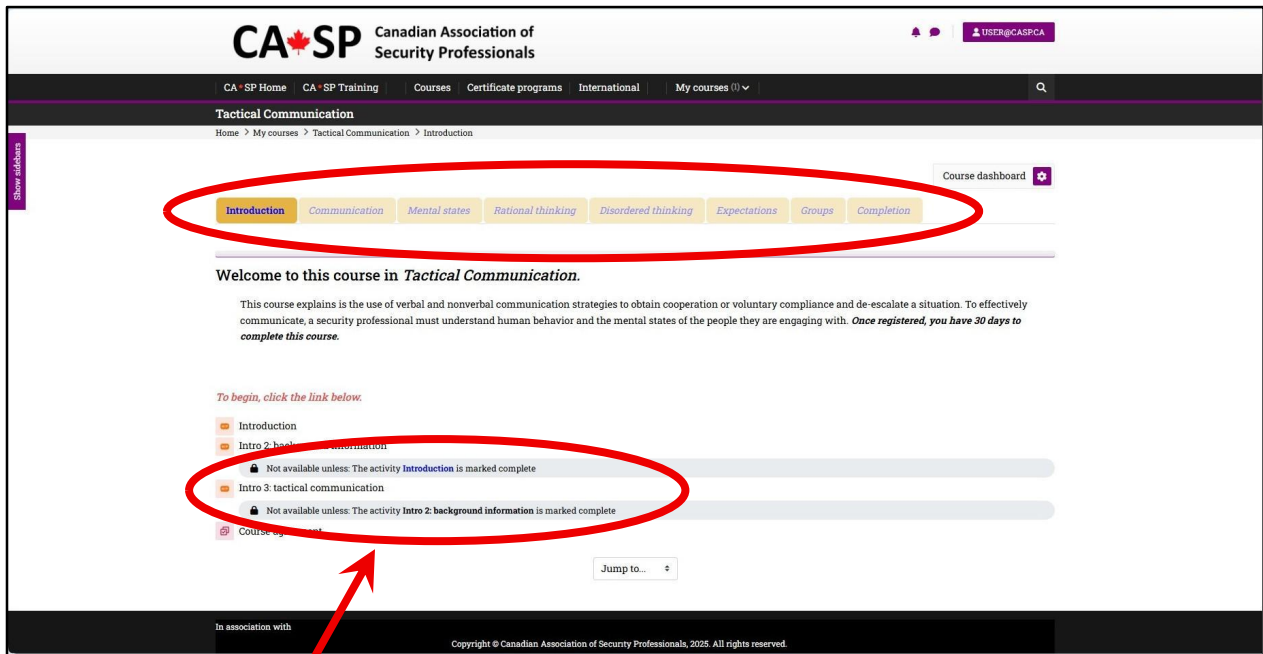 CA SP Canadian Association of
Security Professionals
USER@CASP.CA
CA SP Home CA SP Training Courses Certificate programs International My courses (1)
Tactical Communication
Home > My courses > Tactical Communication > Introduction
Show sidebars
Course dashboard
Introduction Communication Mental states Rational thinking Disordered thinking Expectations Groups Completion
Welcome to this course in Tactical Communication.
This course explains is the use of verbal and nonverbal communication strategies to obtain cooperation or voluntary compliance and de-escalate a situation. To effectively
communicate, a security professional must understand human behavior and the mental states of the people they are engaging with. Once registered, you have 30 days to
complete this course.
To begin, click the link below.
Introduction
Intro 2: background information
Not available unless: The activity Introduction is marked complete
Intro 3: tactical communication
Not available unless: The activity Intro 2: background information is marked complete
Course agreement
Jump to...
In association with
Copyright © Canadian Association of Security Professionals, 2025. All rights reserved.